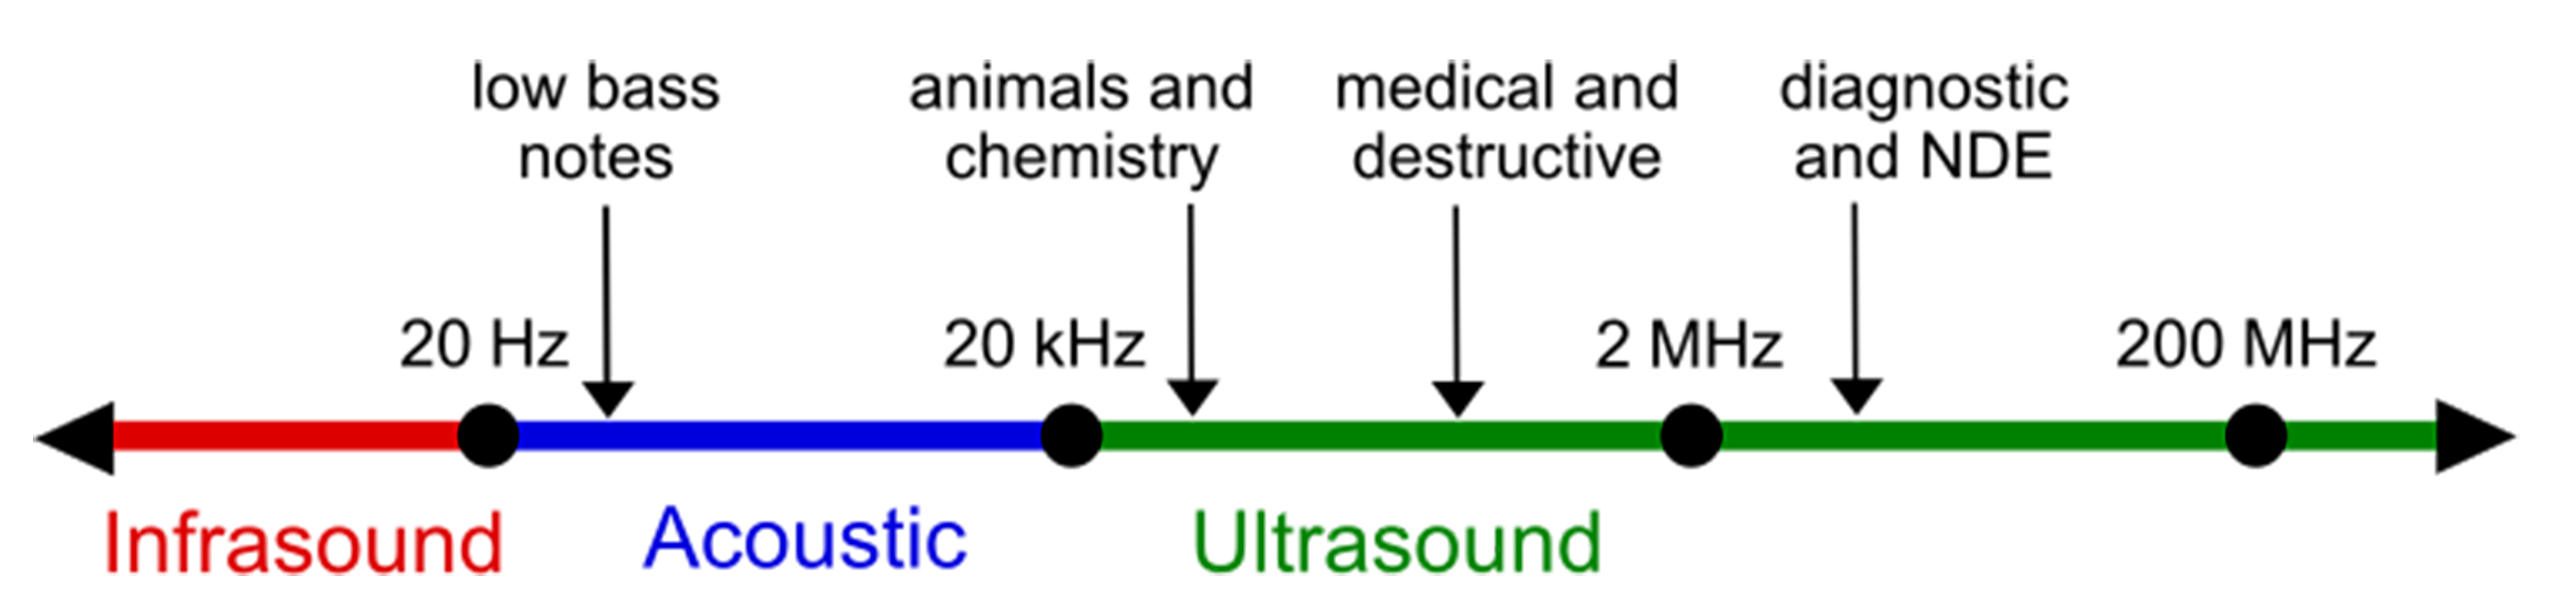 low bass
notes
animals and
chemistry
medical and
destructive
diagnostic
and NDE
20 Hz
20 kHz
2 MHz
200 MHz
Infrasound
Acoustic
Ultrasound